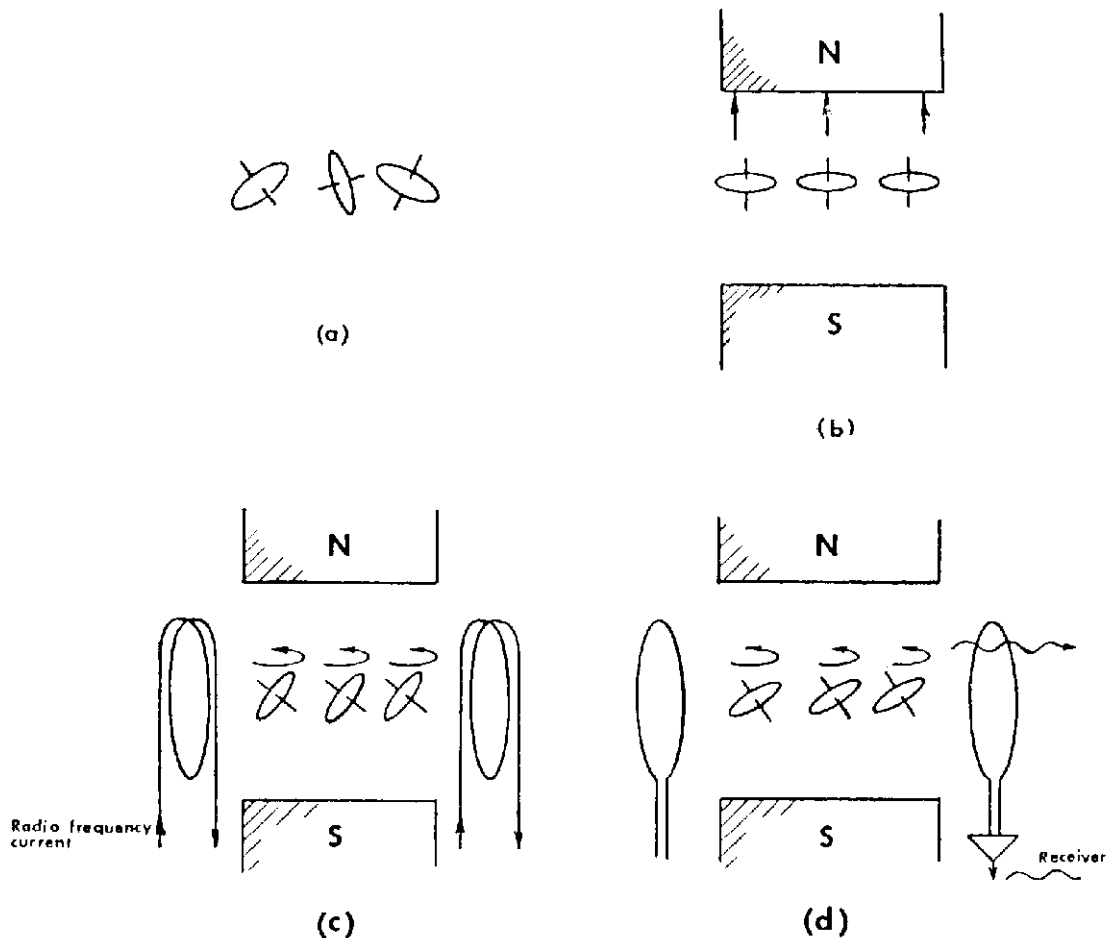 N
(a)
S
(b)
N
N
Radio frequency
current
S
S
Receiver
(c)
(d)